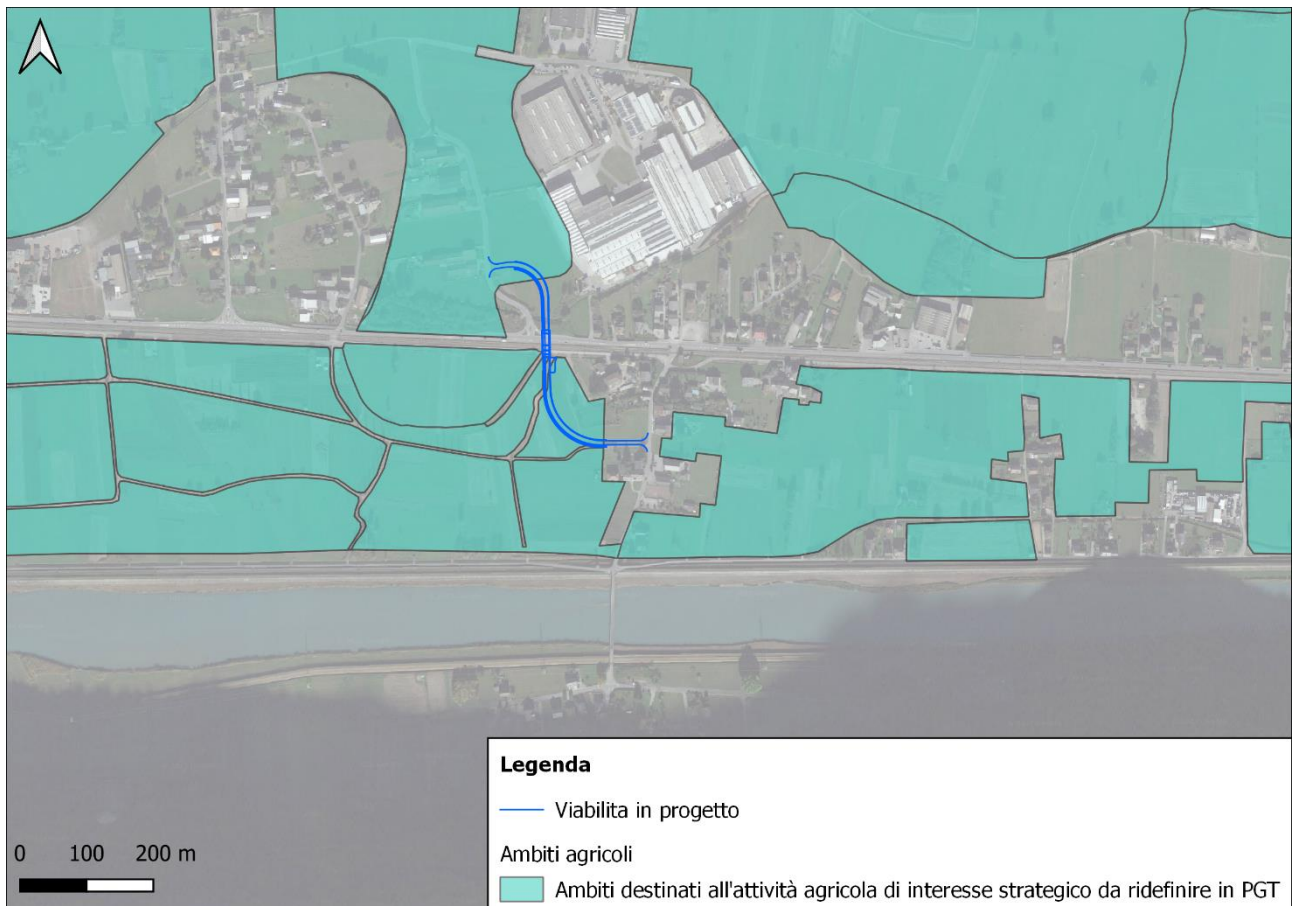 0 100 200 m
Legenda
Viabilita in progetto
Ambiti agricoli
Ambiti destinati all'attività agricola di interesse strategico da ridefinire in PGT